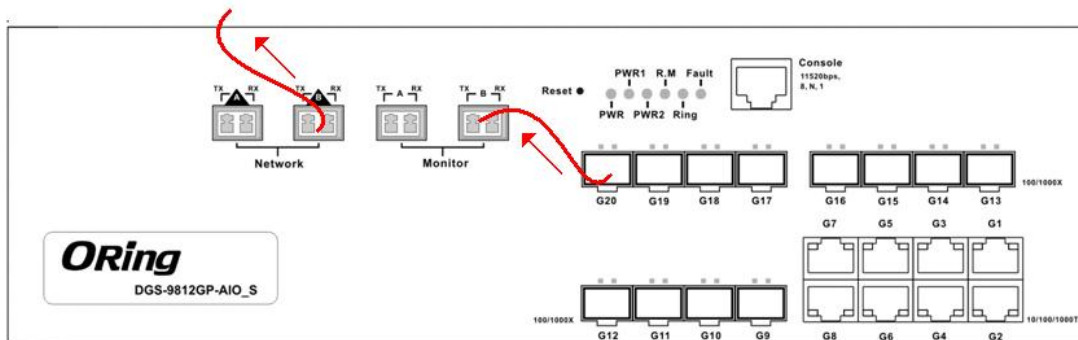 TX A RX
TX B RX
TX A RX
TX B RX
Network
Monitor
Reset
PWR1 R.M Fault
PWR PWR2 Ring
Console
11520bps,
8, N, 1
G20 G19 G18 G17
G16 G15 G14 G13
100/1000X
G7 G5 G3 G1
ORing
DGS-9812GP-AIO_S
100/1000X
G12 G11 G10 G9
G8 G6 G4 G2
10/100/1000T